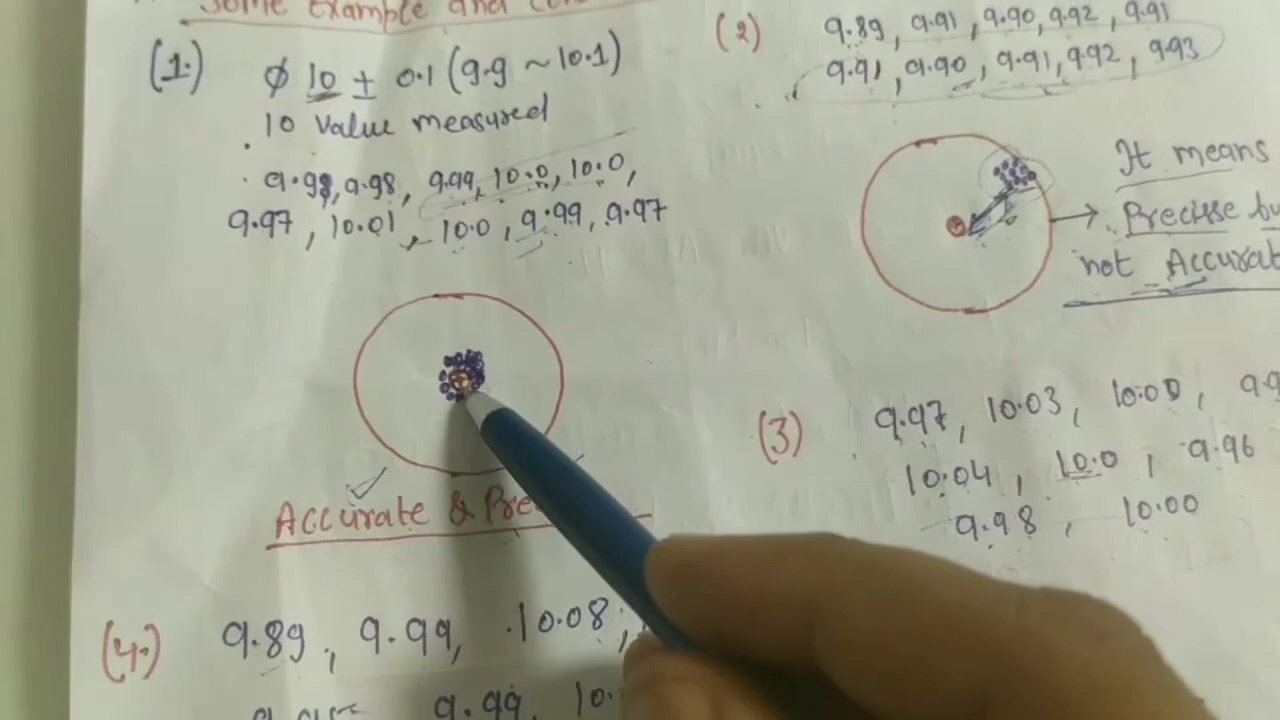 Some Example and
(1.)
ϕ 10 ± 0.1 (9.9 ~ 10.1)
10 Value measured
9.98, 9.98, 9.99, 10.0, 10.0,
9.97, 10.01, 10.0, 9.99, 9.97
Accurate &
(2)
9.89, 9.91, 9.90, 9.92, 9.91
9.91, 9.90, 9.91, 9.92, 9.93
It means
Precise
not Accurat
(3)
9.97, 10.03, 10.00,
10.04, 10.0, 9.96
9.98, 10.00
(4.)
9.89, 9.99, 10.08,
9.99, 10.